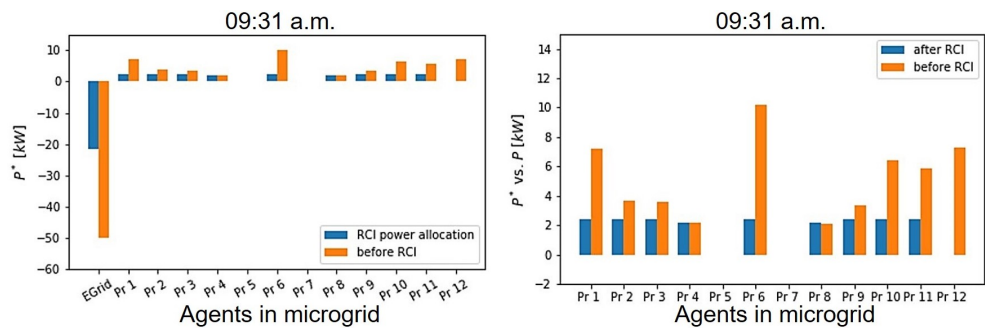 09:31 a.m.
P* [kW]
10
0
−10
−20
−30
−40
−50
−60
RCI power allocation
before RCI
EGrid Pr 1 Pr 2 Pr 3 Pr 4 Pr 5 Pr 6 Pr 7 Pr 8 Pr 9 Pr 10 Pr 11 Pr 12
Agents in microgrid
09:31 a.m.
P* vs. P [kW]
14
12
10
8
6
4
2
0
−2
after RCI
before RCI
Pr 1 Pr 2 Pr 3 Pr 4 Pr 5 Pr 6 Pr 7 Pr 8 Pr 9 Pr 10 Pr 11 Pr 12
Agents in microgrid